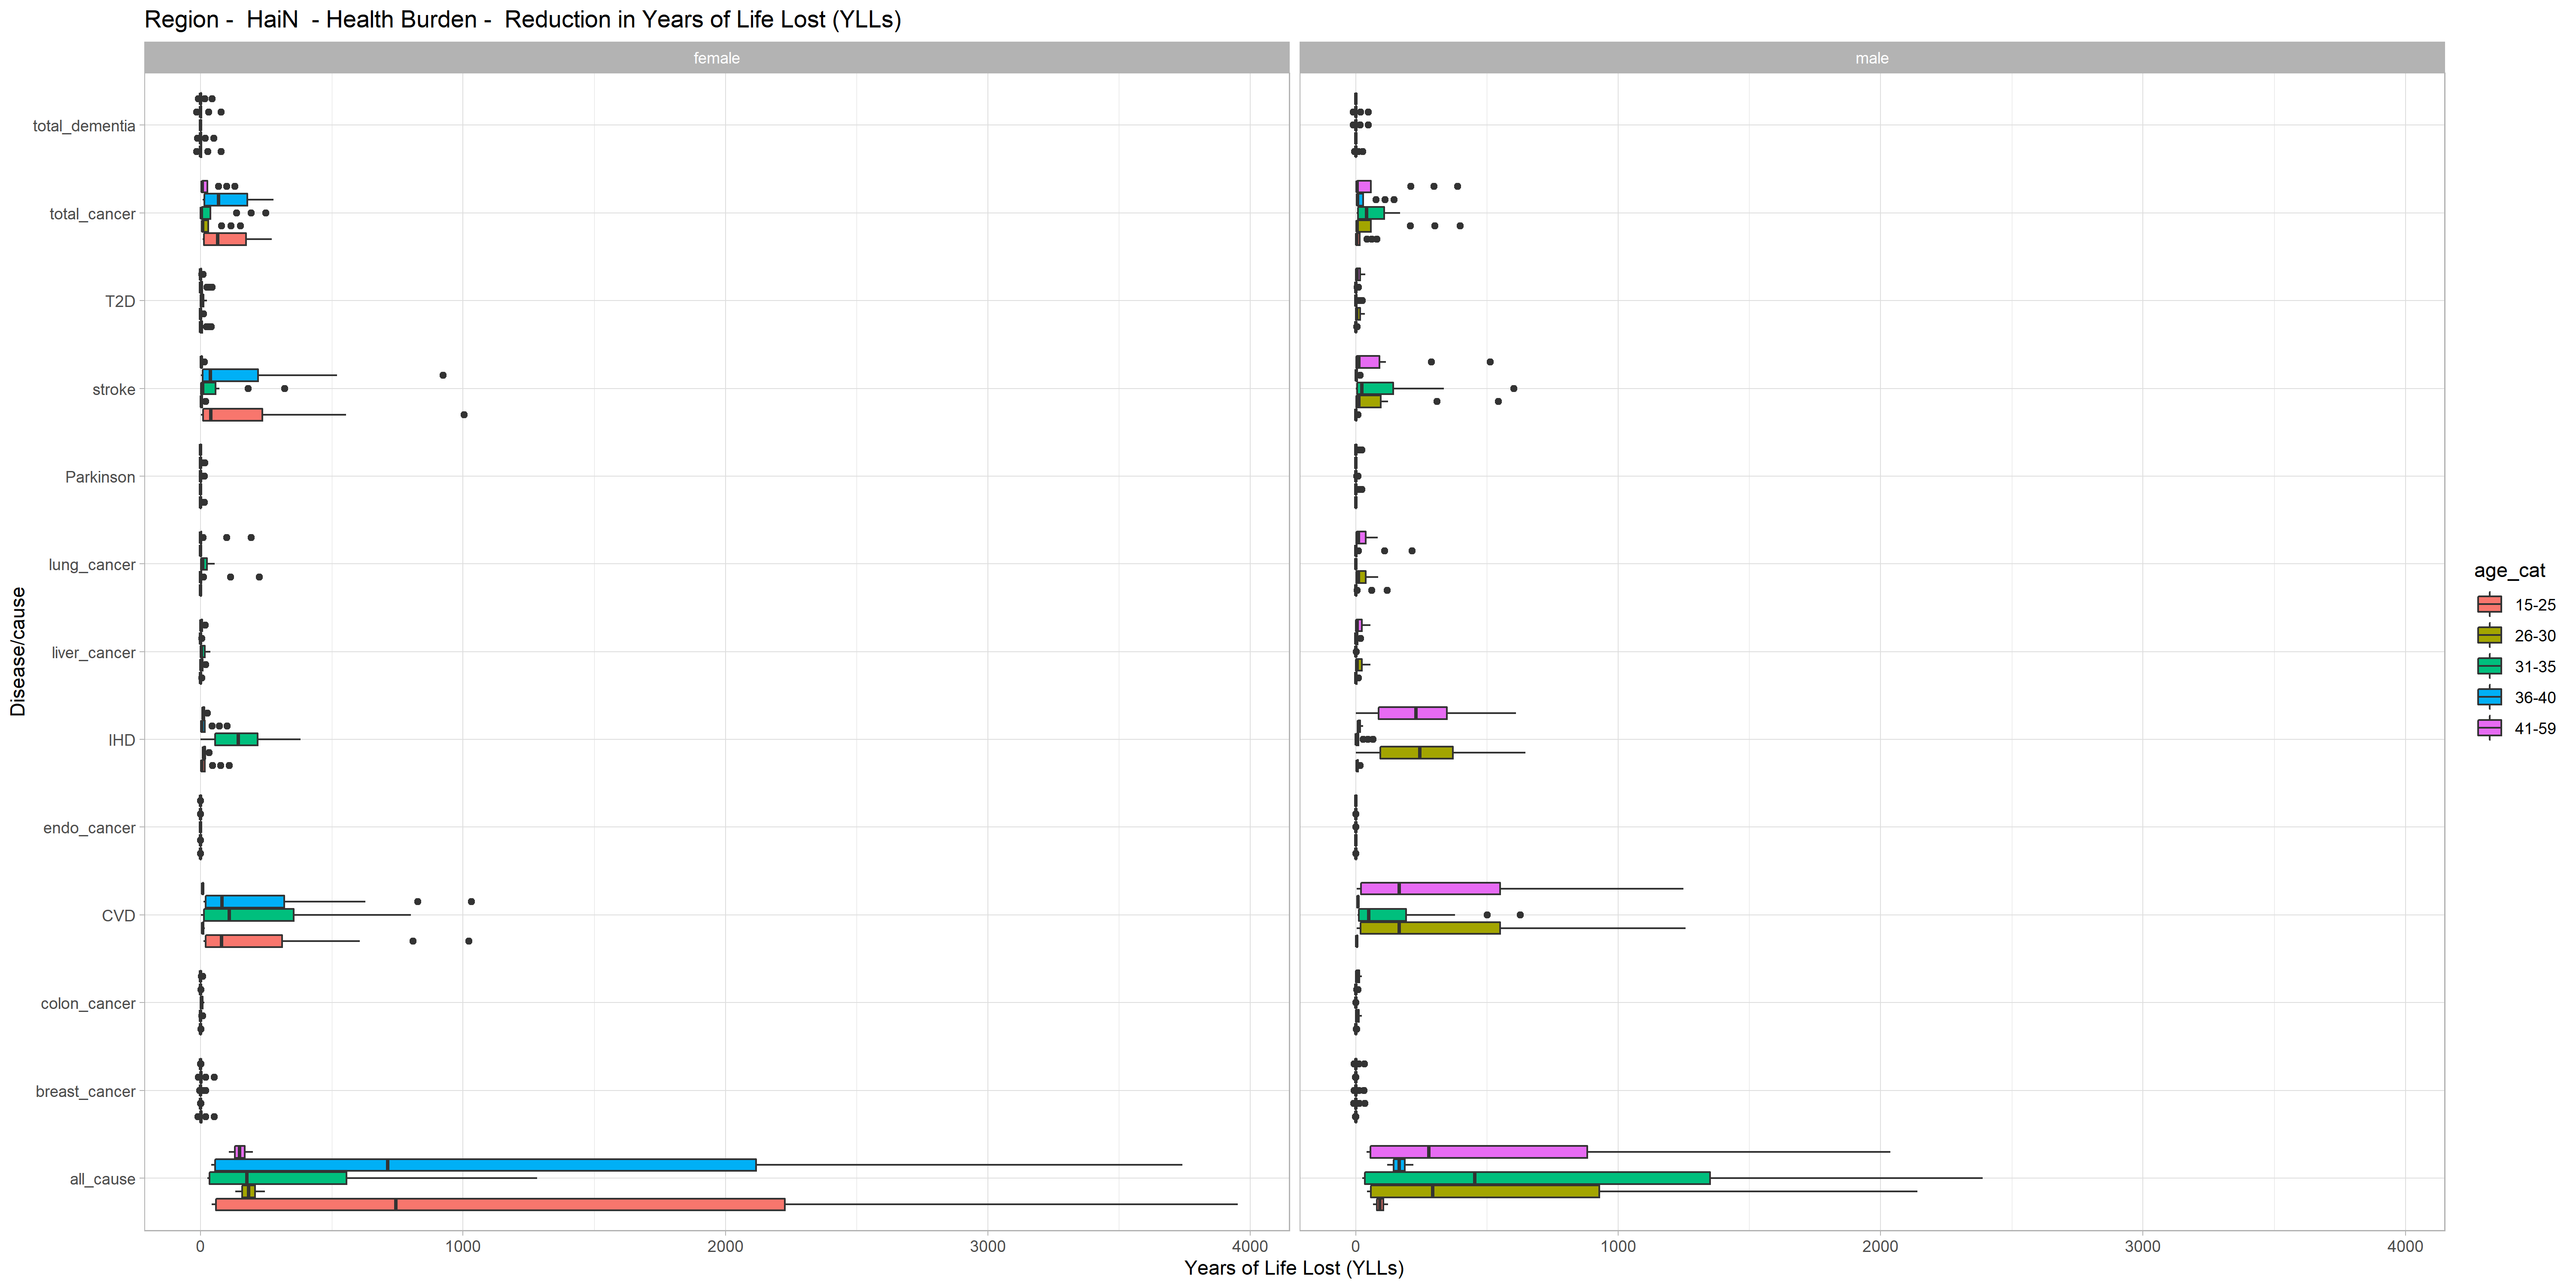 Region -  HaiN  - Health Burden -  Reduction in Years of Life Lost (YLLs)
female
male
Disease/cause
total_dementia
total_cancer
T2D
stroke
Parkinson
lung_cancer
liver_cancer
IHD
endo_cancer
CVD
colon_cancer
breast_cancer
all_cause
0 1000 2000 3000 4000
0 1000 2000 3000 4000
Years of Life Lost (YLLs)
age_cat
15-25
26-30
31-35
36-40
41-59